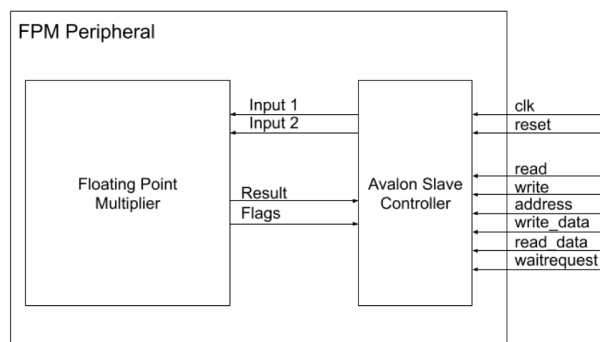 FPM Peripheral
Floating Point
Multiplier
Input 1
Input 2
Result
Flags
Avalon Slave
Controller
clk
reset
read
write
address
write_data
read_data
waitrequest